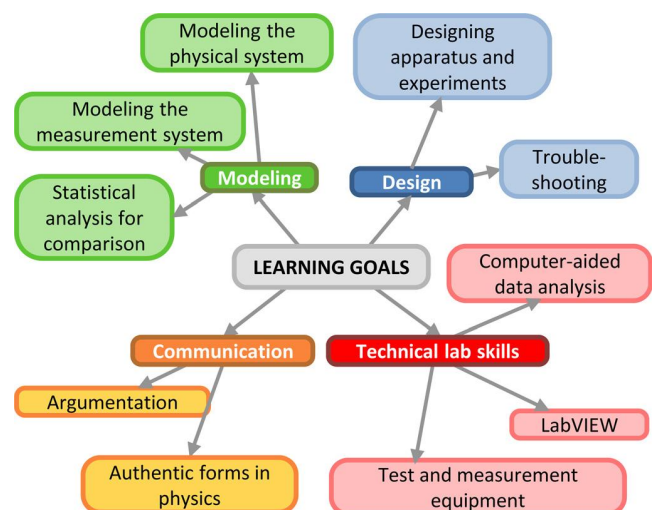 Modeling the
physical system
Designing
apparatus and
experiments
Modeling the
measurement system
Trouble-
shooting
Modeling
Design
Statistical
analysis for
comparison
LEARNING GOALS
Computer-aided
data analysis
Communication
Technical lab skills
Argumentation
LabVIEW
Authentic forms in
physics
Test and measurement
equipment